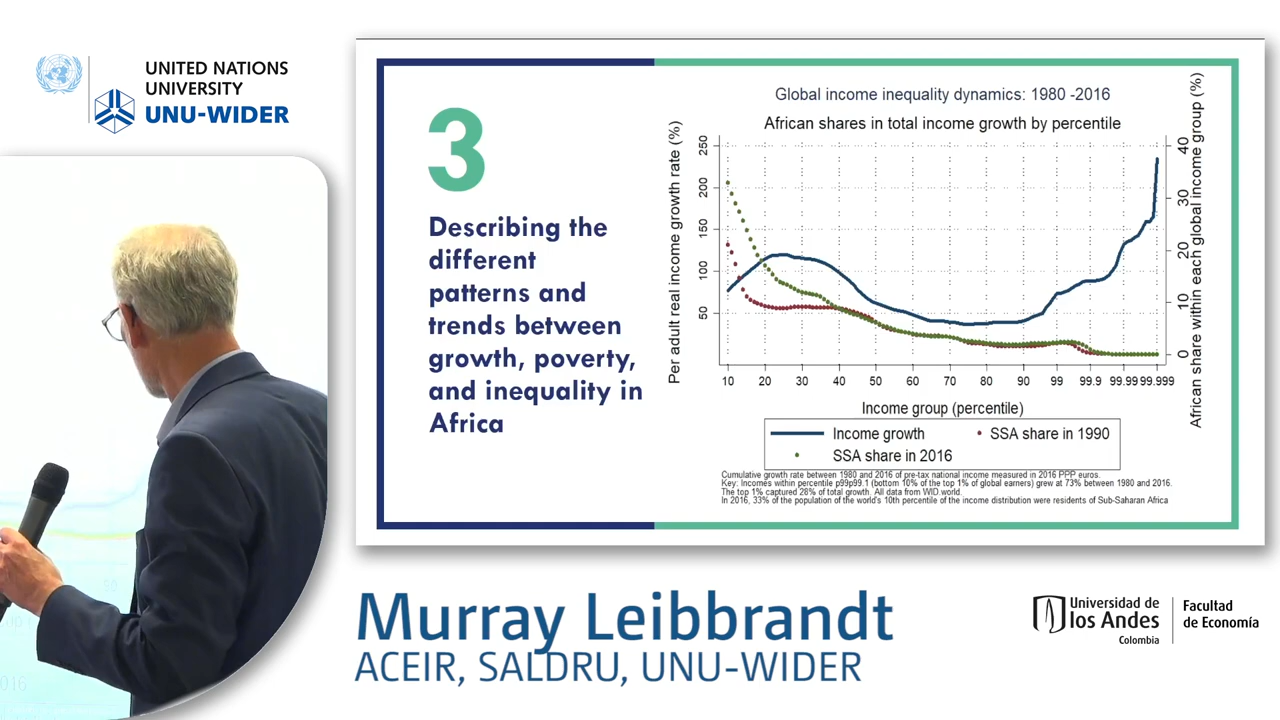 UNITED NATIONS
UNIVERSITY
UNU-WIDER
3
Describing the
different
patterns and
trends between
growth, poverty,
and inequality in
Africa
Global income inequality dynamics: 1980 -2016
African shares in total income growth by percentile
Per adult real income growth rate (%)
250
200
150
100
50
40
30
20
10
0
African share within each global income group (%)
10 20 30 40 50 60 70 80 90 99 99.9 99.99 99.999
Income group (percentile)
Income growth
SSA share in 1990
SSA share in 2016
Cumulative growth rate between 1980 and 2016 of pre-tax national income measured in 2016 PPP euros.
Key: Incomes within percentile p99p99.1 (bottom 10% of the top 1% of global earners) grew at 73% between 1980 and 2016.
The top 1% captured 28% of total growth. All data from WID.world.
In 2016, 33% of the population of the world's 10th percentile of the income distribution were residents of Sub-Saharan Africa
Murray Leibbrandt
ACEIR, SALDRU, UNU-WIDER
Universidad de
los Andes
Colombia
Facultad
de Economía